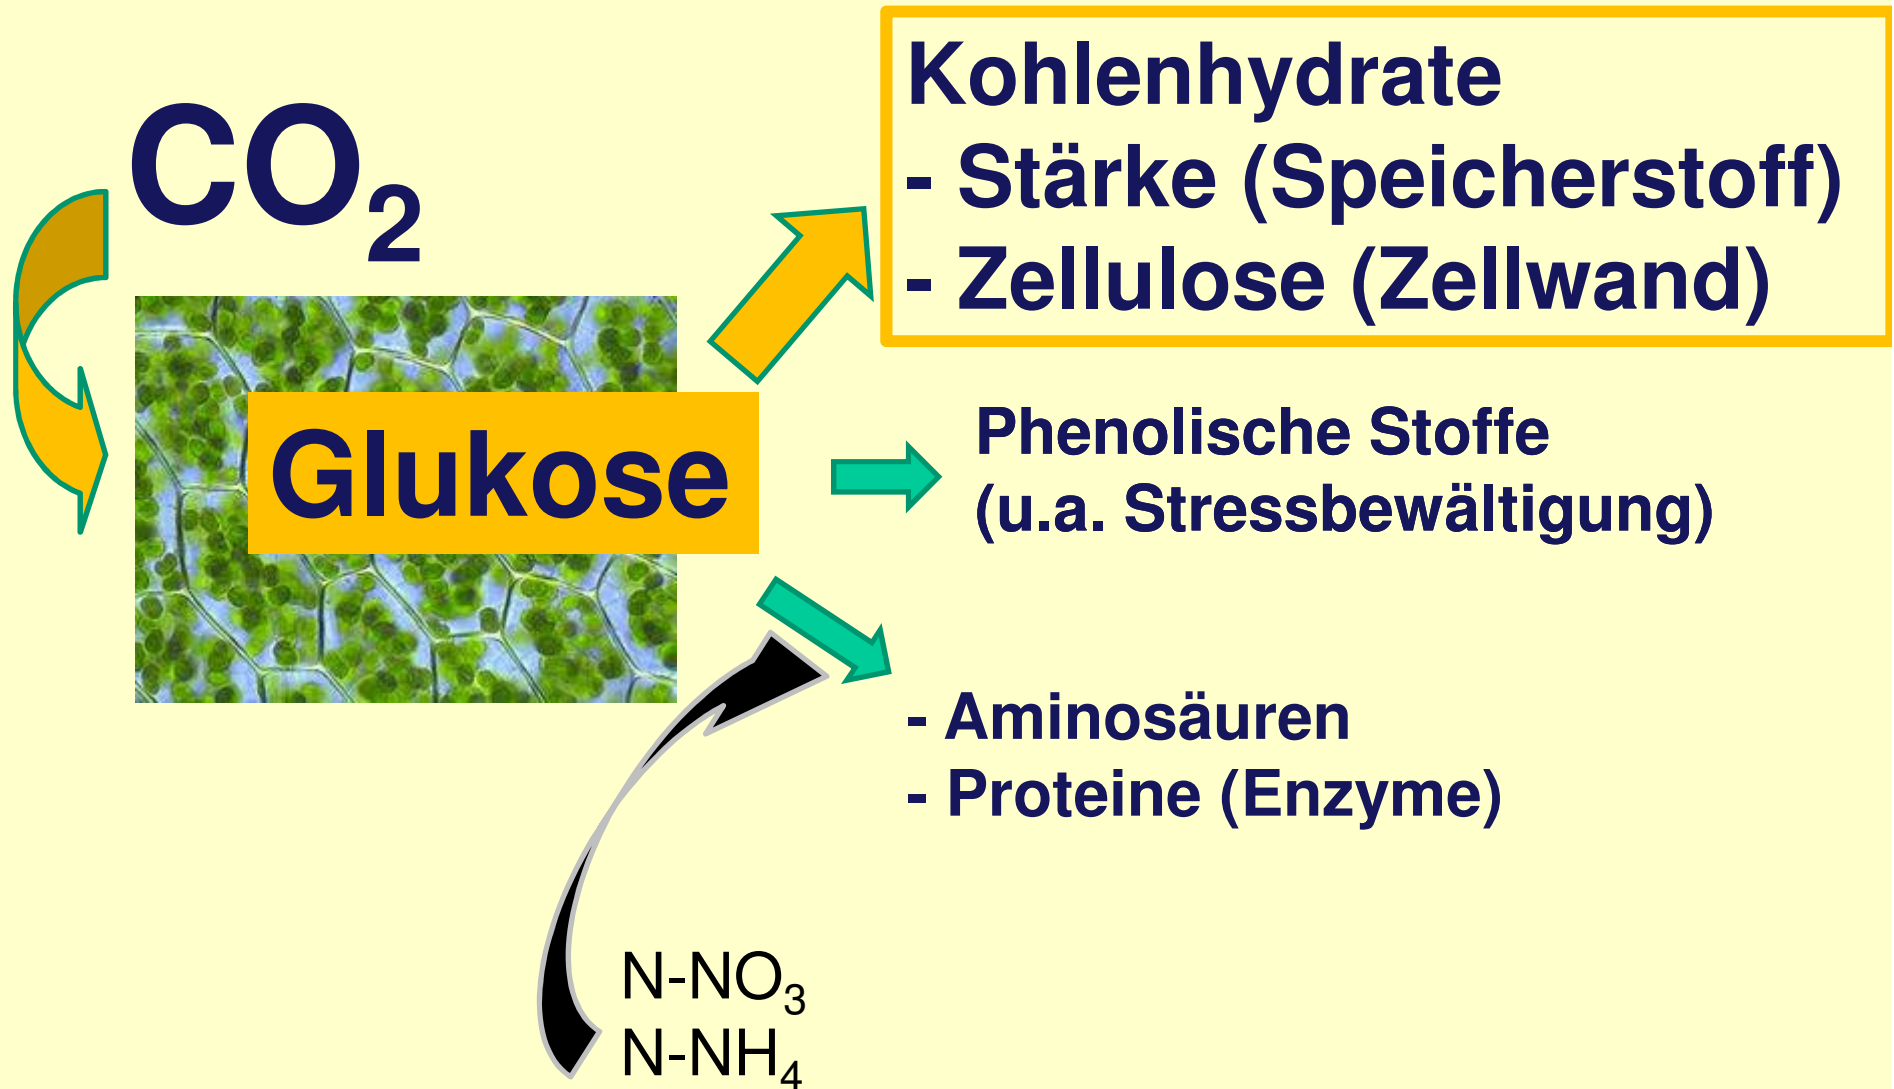 CO₂
Glukose
Kohlenhydrate
- Stärke (Speicherstoff)
- Zellulose (Zellwand)
Phenolische Stoffe
(u.a. Stressbewältigung)
- Aminosäuren
- Proteine (Enzyme)
N-NO₃
N-NH₄